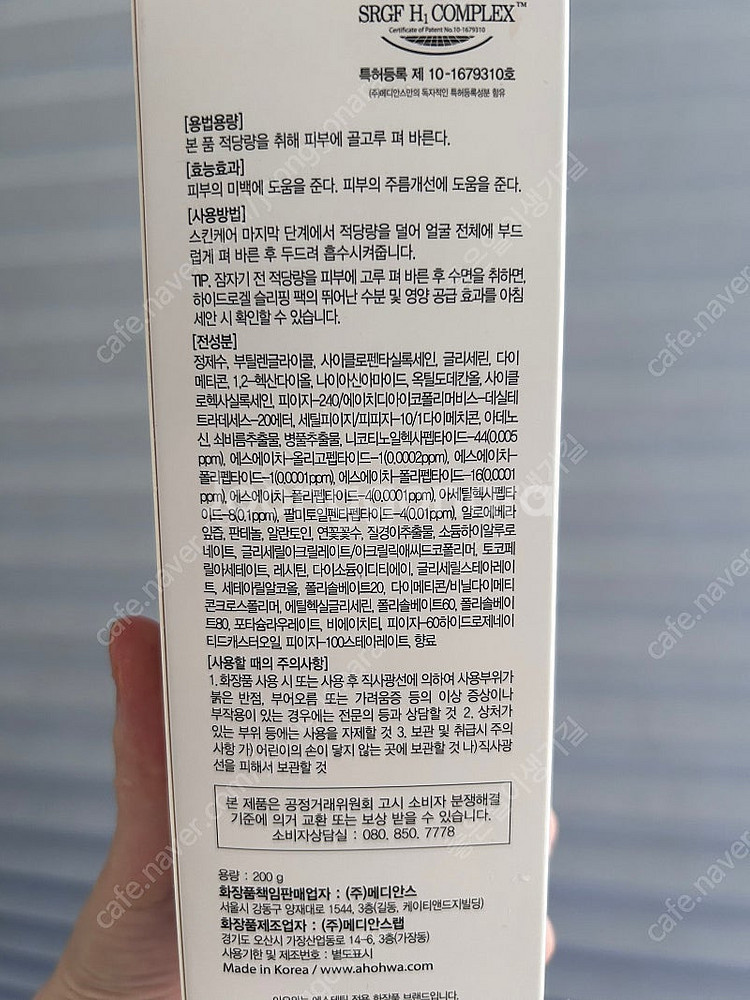 SRGF H1 COMPLEX™
Certificate of Patent No.10-1679310
특허등록 제 10-1679310호
(주)메디안스만의 독자적인 특허등록성분 함유
[용법용량]
본 품 적당량을 취해 피부에 골고루 펴 바른다.
[효능효과]
피부의 미백에 도움을 준다. 피부의 주름개선에 도움을 준다.
[사용방법]
스킨케어 마지막 단계에서 적당량을 덜어 얼굴 전체에 부드
럽게 펴 바른 후 두드려 흡수시켜줍니다.
TIP. 잠자기 전 적당량을 피부에 고루 펴 바른 후 수면을 취하면,
하이드로겔 슬리핑 팩의 뛰어난 수분 및 영양 공급 효과를 아침
세안 시 확인할 수 있습니다.
[전성분]
정제수, 부틸렌글라이콜, 사이클로펜타실록세인, 글리세린, 다이
메티콘, 1,2-헥산다이올, 나이아신아마이드, 옥틸도데칸올, 사이클
로헥사실록세인, 피이지-240/에이치디아이코폴리머비스-데실테
트라데세스-20에터, 세틸피이지/피피지-10/1다이메치콘, 아데노
신, 쇠비름추출물, 병풀추출물, 니코티노일헥사펩타이드-44(0.005
ppm), 에스에이치-올리고펩타이드-1(0.0002ppm), 에스에이치-
폴리펩타이드-1(0.0001ppm), 에스에이치-폴리펩타이드-16(0.0001
ppm), 에스에이치-폴리펩타이드-4(0.0001ppm), 아세틸헥사펩타
이드-8(0.1ppm), 팔미토일펜타펩타이드-4(0.01ppm), 알로에베라
잎즙, 판테놀, 알란토인, 연꽃꽃수, 질경이추출물, 소듐하이알루로
네이트, 글리세릴아크릴레이트/아크릴릭애씨드코폴리머, 토코페
릴아세테이트, 레시틴, 다이소듐이디티에이, 글리세릴스테아레이
트, 세테아릴알코올, 폴리솔베이트20, 다이메티콘/비닐다이메티
콘크로스폴리머, 에틸헥실글리세린, 폴리솔베이트60, 폴리솔베이
트80, 포타슘라우레이트, 비에이치티, 피이지-60하이드로제네이
티드캐스터오일, 피이지-100스테아레이트, 향료
[사용할 때의 주의사항]
1. 화장품 사용 시 또는 사용 후 직사광선에 의하여 사용부위가
붉은 반점, 부어오름 또는 가려움증 등의 이상 증상이나
부작용이 있는 경우에는 전문의 등과 상담할 것 2. 상처가
있는 부위 등에는 사용을 자제할 것 3. 보관 및 취급시 주의
사항 가) 어린이의 손이 닿지 않는 곳에 보관할 것 나)직사광
선을 피해서 보관할 것
본 제품은 공정거래위원회 고시 소비자 분쟁해결
기준에 의거 교환 또는 보상 받을 수 있습니다.
소비자상담실 : 080. 850. 7778
용량 : 200 g
화장품책임판매업자 : (주)메디안스
서울시 강동구 양재대로 1544, 3층(길동, 케이티앤드지빌딩)
화장품제조업자 : (주)메디안스랩
경기도 오산시 가장산업동로 14-6, 3층(가장동)
사용기한 및 제조번호 : 별도표시
Made in Korea / www.ahohwa.com